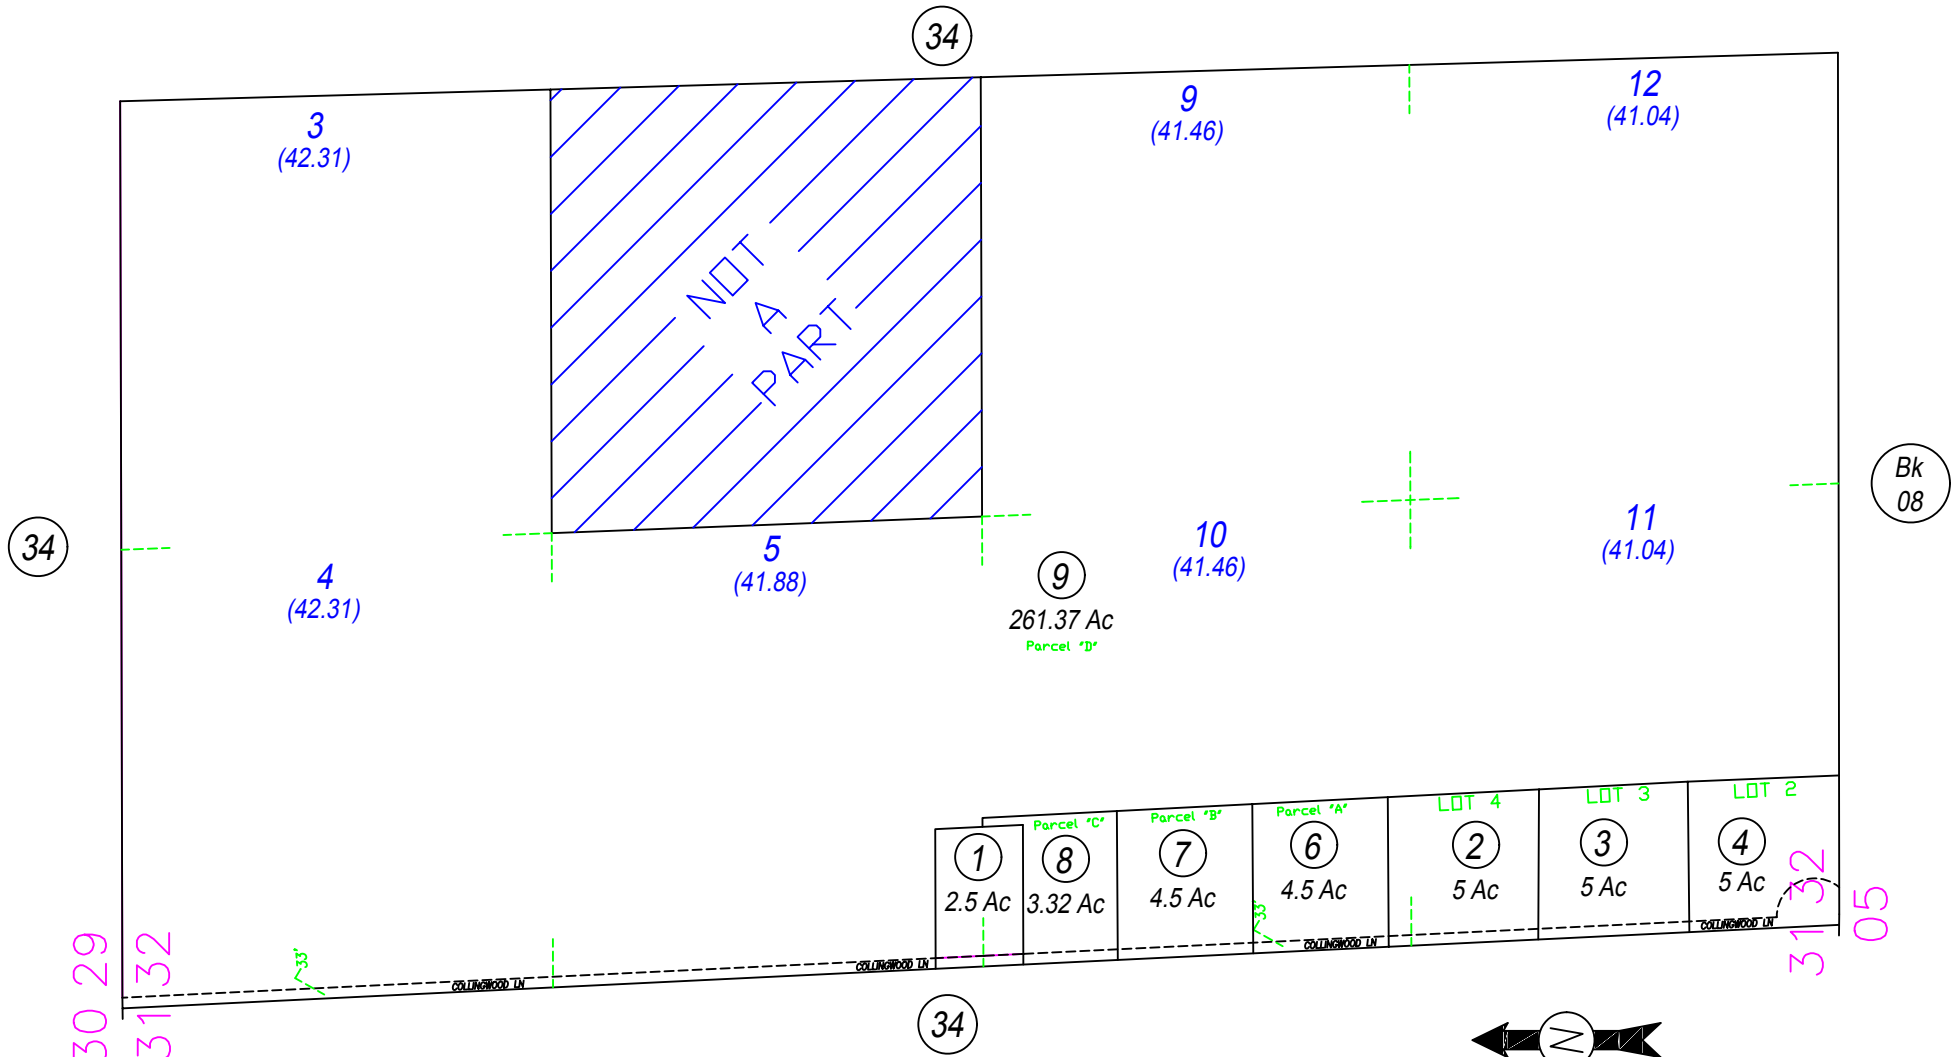 34
3
(42.31)
9
(41.46)
12
(41.04)
NOT
A
PART
Bk
08
34
4
(42.31)
5
(41.88)
10
(41.46)
11
(41.04)
9
261.37 Ac
Parcel "D"
1
2.5 Ac
Parcel "C"
8
3.32 Ac
Parcel "B"
7
4.5 Ac
Parcel "A"
6
4.5 Ac
LOT 4
2
5 Ac
LOT 3
3
5 Ac
LOT 2
4
5 Ac
33'
33'
COLLINGWOOD LN
COLLINGWOOD LN
COLLINGWOOD LN
COLLINGWOOD LN
30 29
31 32
31 32
05
34
N